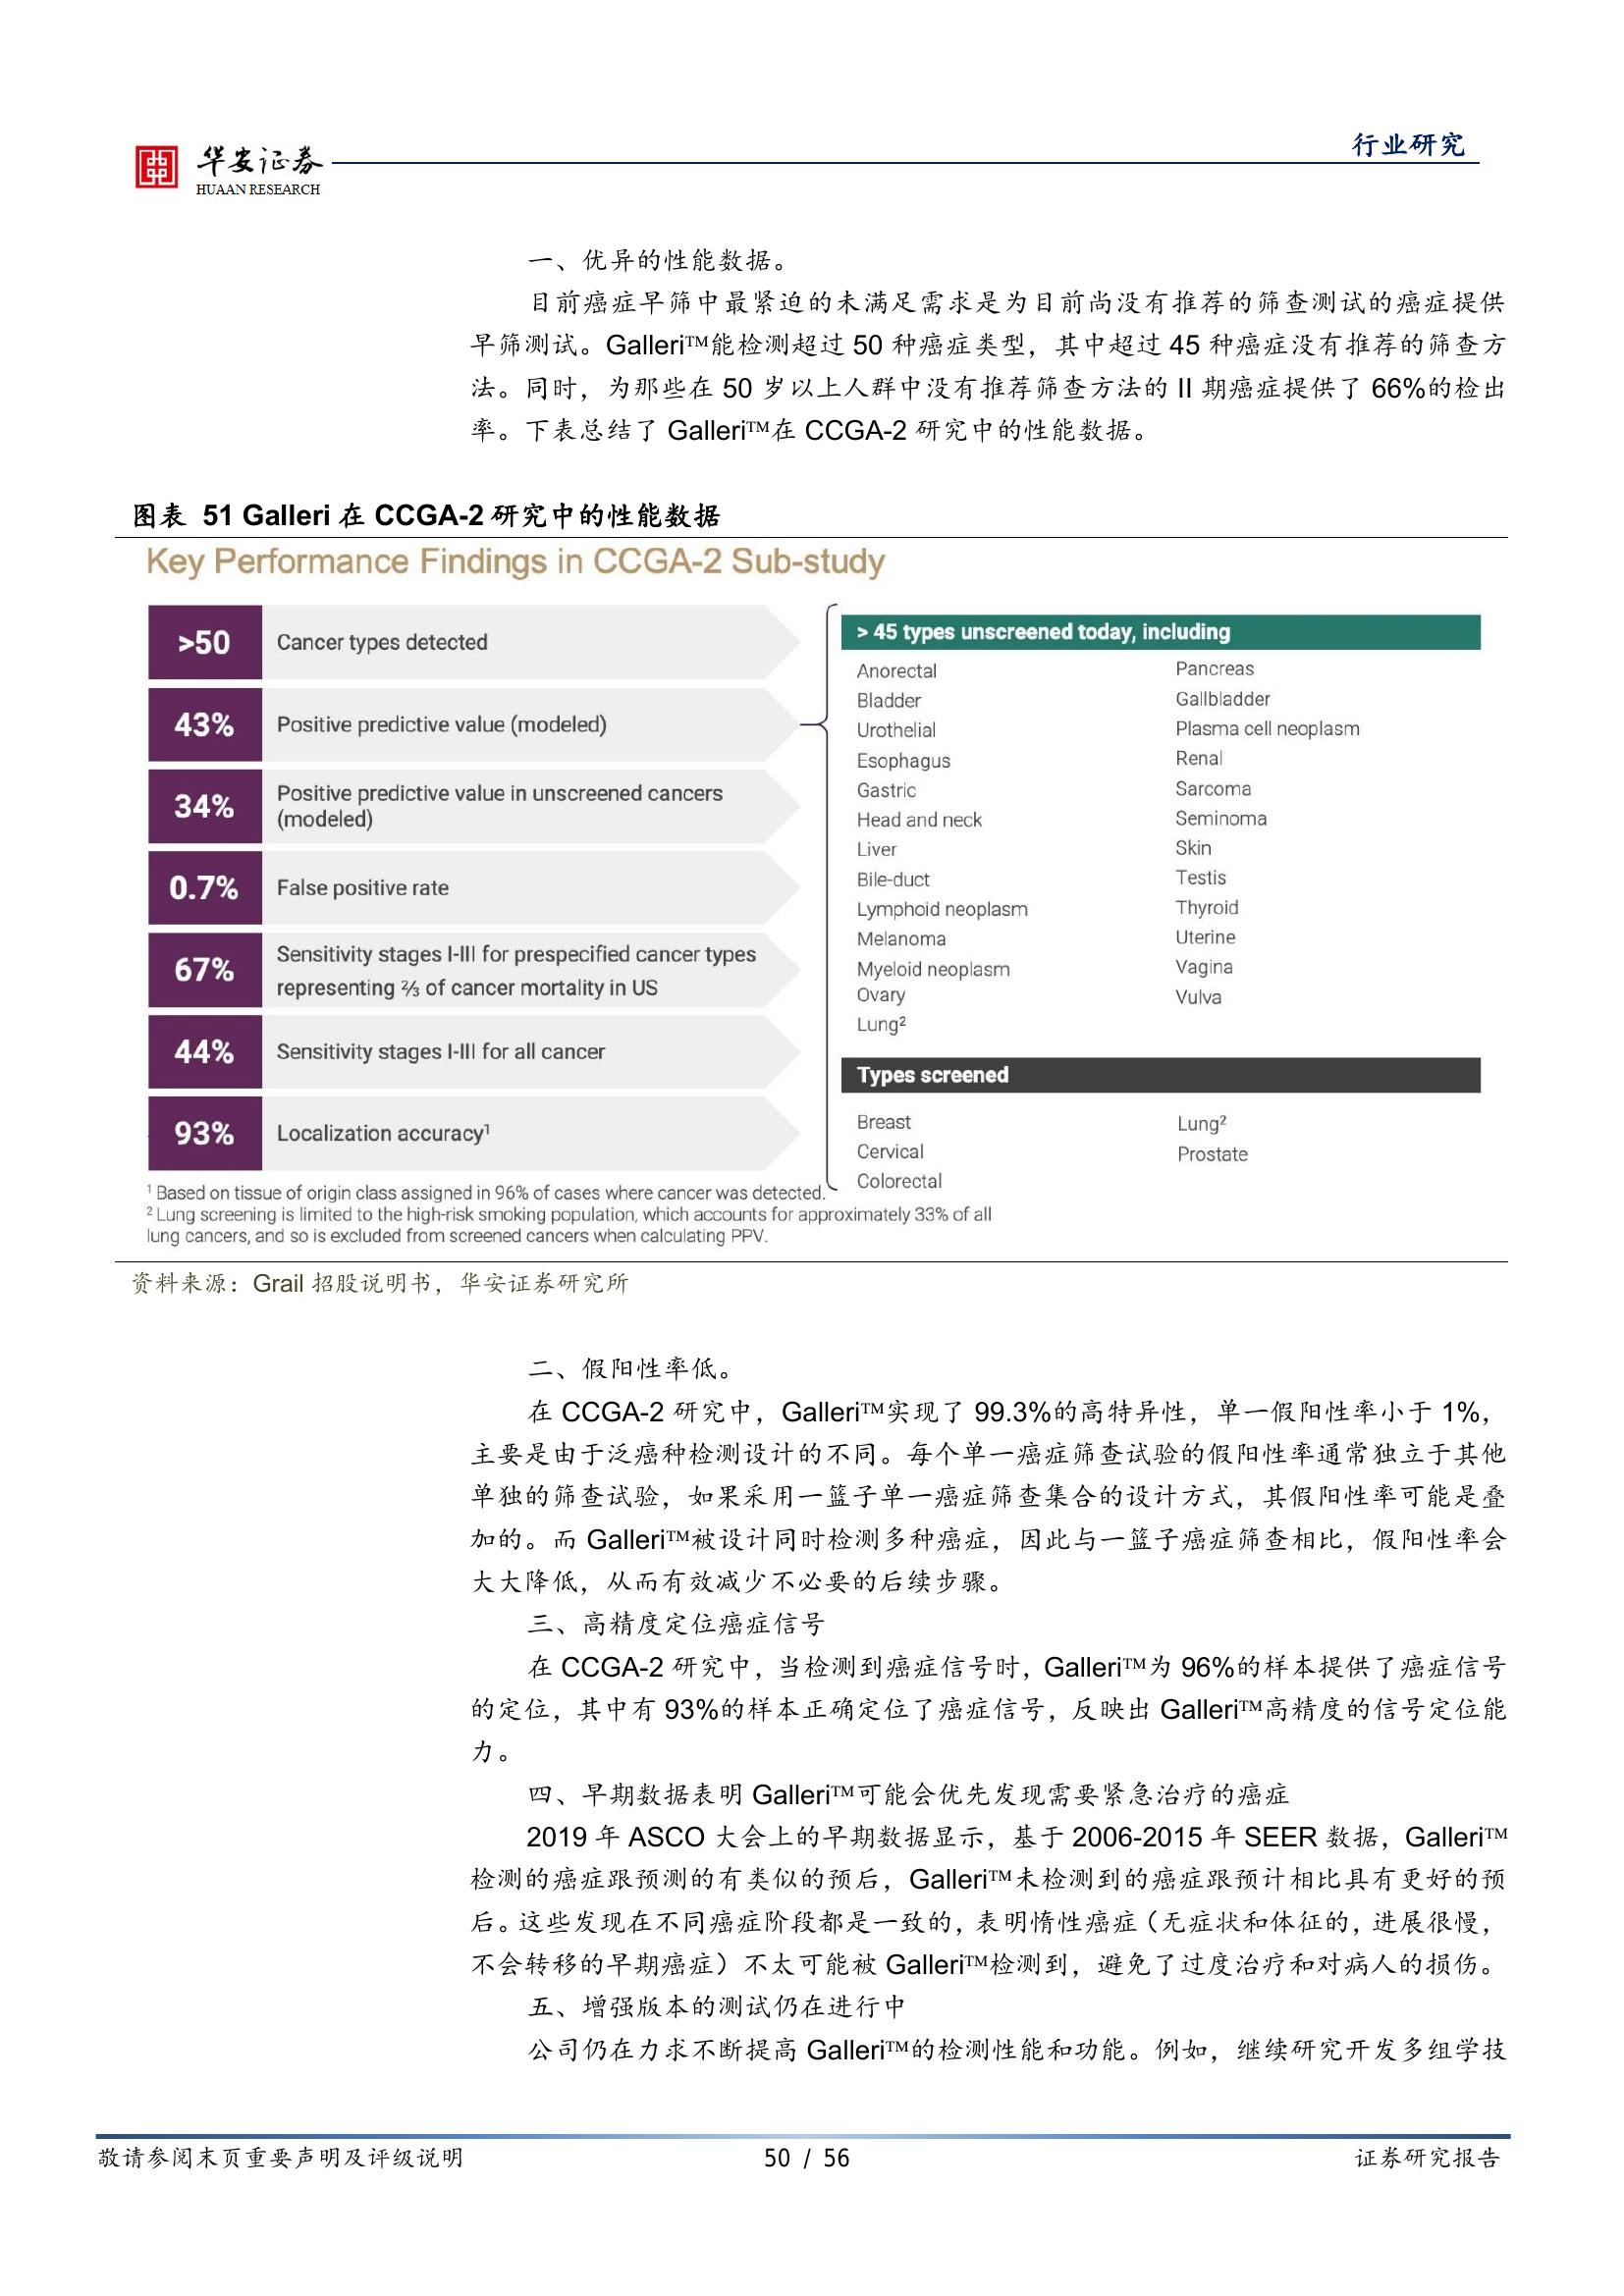 华安证券
HUAAN RESEARCH
行业研究
一、优异的性能数据。
目前癌症早筛中最紧迫的未满足需求是为目前尚没有推荐的筛查测试的癌症提供
早筛测试。Galleri™能检测超过 50 种癌症类型，其中超过 45 种癌症没有推荐的筛查方
法。同时，为那些在 50 岁以上人群中没有推荐筛查方法的 II 期癌症提供了 66%的检出
率。下表总结了 Galleri™在 CCGA-2 研究中的性能数据。
图表 51 Galleri 在 CCGA-2 研究中的性能数据
Key Performance Findings in CCGA-2 Sub-study
>50 Cancer types detected
43% Positive predictive value (modeled)
34% Positive predictive value in unscreened cancers
(modeled)
0.7% False positive rate
67% Sensitivity stages I-III for prespecified cancer types
representing ⅔ of cancer mortality in US
44% Sensitivity stages I-III for all cancer
93% Localization accuracy¹
> 45 types unscreened today, including
Anorectal
Bladder
Urothelial
Esophagus
Gastric
Head and neck
Liver
Bile-duct
Lymphoid neoplasm
Melanoma
Myeloid neoplasm
Ovary
Lung²
Pancreas
Gallbladder
Plasma cell neoplasm
Renal
Sarcoma
Seminoma
Skin
Testis
Thyroid
Uterine
Vagina
Vulva
Types screened
Breast
Cervical
Colorectal
Lung²
Prostate
¹ Based on tissue of origin class assigned in 96% of cases where cancer was detected.
² Lung screening is limited to the high-risk smoking population, which accounts for approximately 33% of all
lung cancers, and so is excluded from screened cancers when calculating PPV.
资料来源：Grail 招股说明书，华安证券研究所
二、假阳性率低。
在 CCGA-2 研究中，Galleri™实现了 99.3%的高特异性，单一假阳性率小于 1%，
主要是由于泛癌种检测设计的不同。每个单一癌症筛查试验的假阳性率通常独立于其他
单独的筛查试验，如果采用一篮子单一癌症筛查集合的设计方式，其假阳性率可能是叠
加的。而 Galleri™被设计同时检测多种癌症，因此与一篮子癌症筛查相比，假阳性率会
大大降低，从而有效减少不必要的后续步骤。
三、高精度定位癌症信号
在 CCGA-2 研究中，当检测到癌症信号时，Galleri™为 96%的样本提供了癌症信号
的定位，其中有 93%的样本正确定位了癌症信号，反映出 Galleri™高精度的信号定位能
力。
四、早期数据表明 Galleri™可能会优先发现需要紧急治疗的癌症
2019 年 ASCO 大会上的早期数据显示，基于 2006-2015 年 SEER 数据，Galleri™
检测的癌症跟预测的有类似的预后，Galleri™未检测到的癌症跟预计相比具有更好的预
后。这些发现在不同癌症阶段都是一致的，表明惰性癌症（无症状和体征的，进展很慢，
不会转移的早期癌症）不太可能被 Galleri™检测到，避免了过度治疗和对病人的损伤。
五、增强版本的测试仍在进行中
公司仍在力求不断提高 Galleri™的检测性能和功能。例如，继续研究开发多组学技
敬请参阅末页重要声明及评级说明
50 / 56
证券研究报告